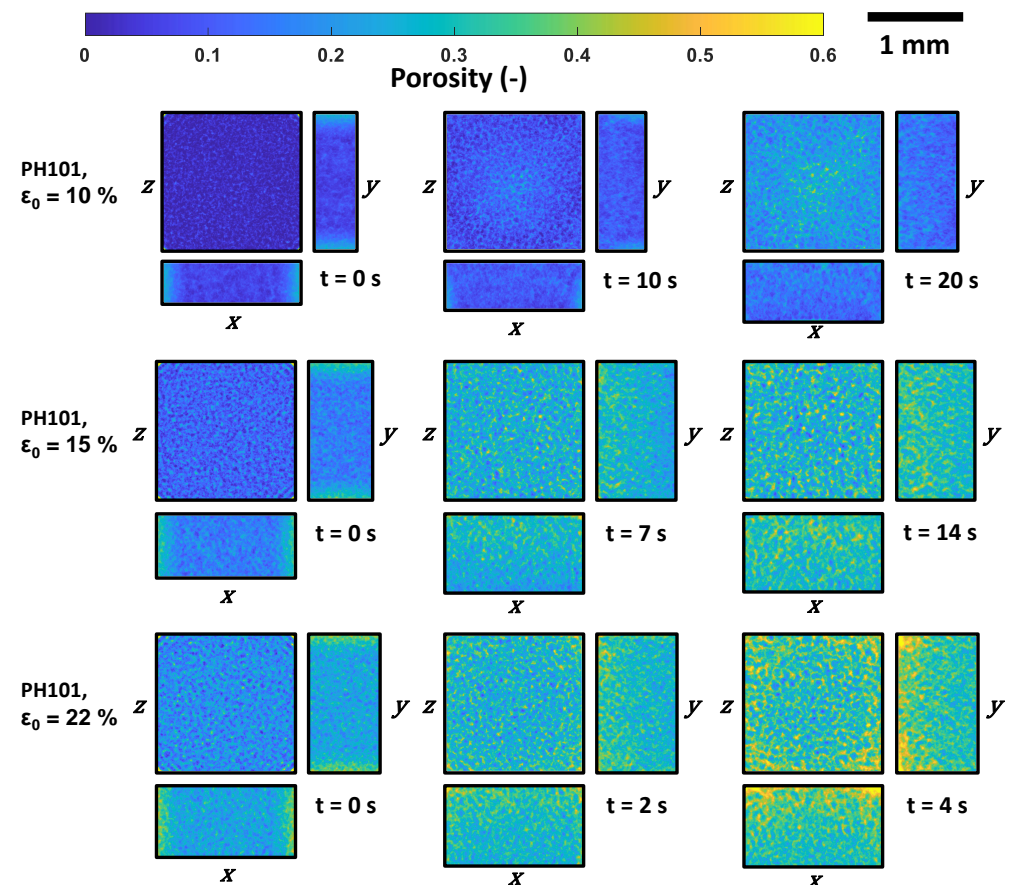 0 0.1 0.2 0.3 0.4 0.5 0.6
Porosity (-)
1 mm
PH101,
ε₀ = 10 %
z
y
x
t = 0 s
z
y
x
t = 10 s
z
y
x
t = 20 s
PH101,
ε₀ = 15 %
z
y
x
t = 0 s
z
y
x
t = 7 s
z
y
x
t = 14 s
PH101,
ε₀ = 22 %
z
y
x
t = 0 s
z
y
x
t = 2 s
z
y
x
t = 4 s